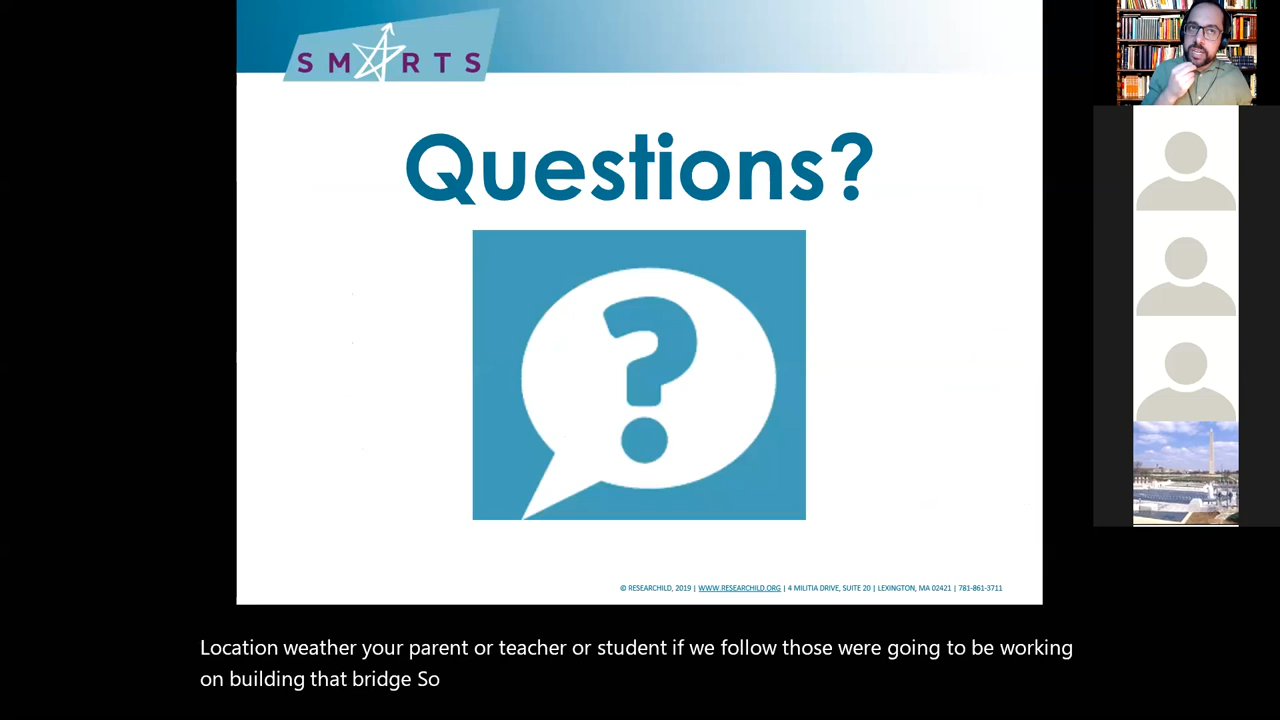 SMARTS
Questions?
?
© RESEARCHILD, 2019 | WWW.RESEARCHILD.ORG | 4 MILITIA DRIVE, SUITE 20 | LEXINGTON, MA 02421 | 781-861-3711
Location weather your parent or teacher or student if we follow those were going to be working
on building that bridge So